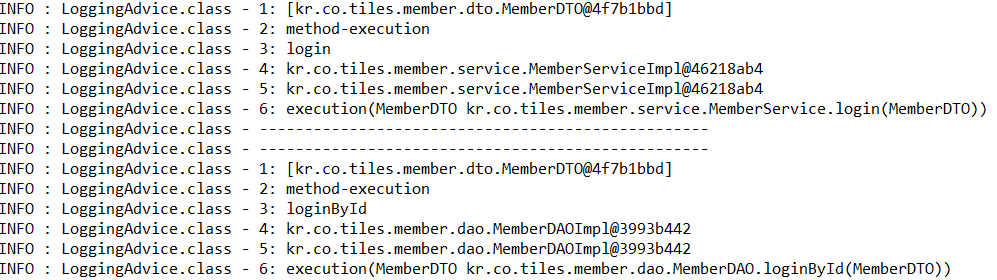 INFO : LoggingAdvice.class - 1: [kr.co.tiles.member.dto.MemberDTO@4f7b1bbd]
INFO : LoggingAdvice.class - 2: method-execution
INFO : LoggingAdvice.class - 3: login
INFO : LoggingAdvice.class - 4: kr.co.tiles.member.service.MemberServiceImpl@46218ab4
INFO : LoggingAdvice.class - 5: kr.co.tiles.member.service.MemberServiceImpl@46218ab4
INFO : LoggingAdvice.class - 6: execution(MemberDTO kr.co.tiles.member.service.MemberService.login(MemberDTO))
INFO : LoggingAdvice.class - --------------------------------------------------
INFO : LoggingAdvice.class - --------------------------------------------------
INFO : LoggingAdvice.class - 1: [kr.co.tiles.member.dto.MemberDTO@4f7b1bbd]
INFO : LoggingAdvice.class - 2: method-execution
INFO : LoggingAdvice.class - 3: loginById
INFO : LoggingAdvice.class - 4: kr.co.tiles.member.dao.MemberDAOImpl@3993b442
INFO : LoggingAdvice.class - 5: kr.co.tiles.member.dao.MemberDAOImpl@3993b442
INFO : LoggingAdvice.class - 6: execution(MemberDTO kr.co.tiles.member.dao.MemberDAO.loginById(MemberDTO))